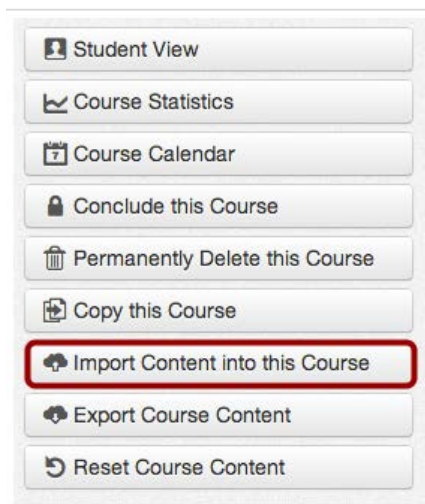 Student View
Course Statistics
7
Course Calendar
Conclude this Course
Permanently Delete this Course
Copy this Course
Import Content into this Course
Export Course Content
Reset Course Content